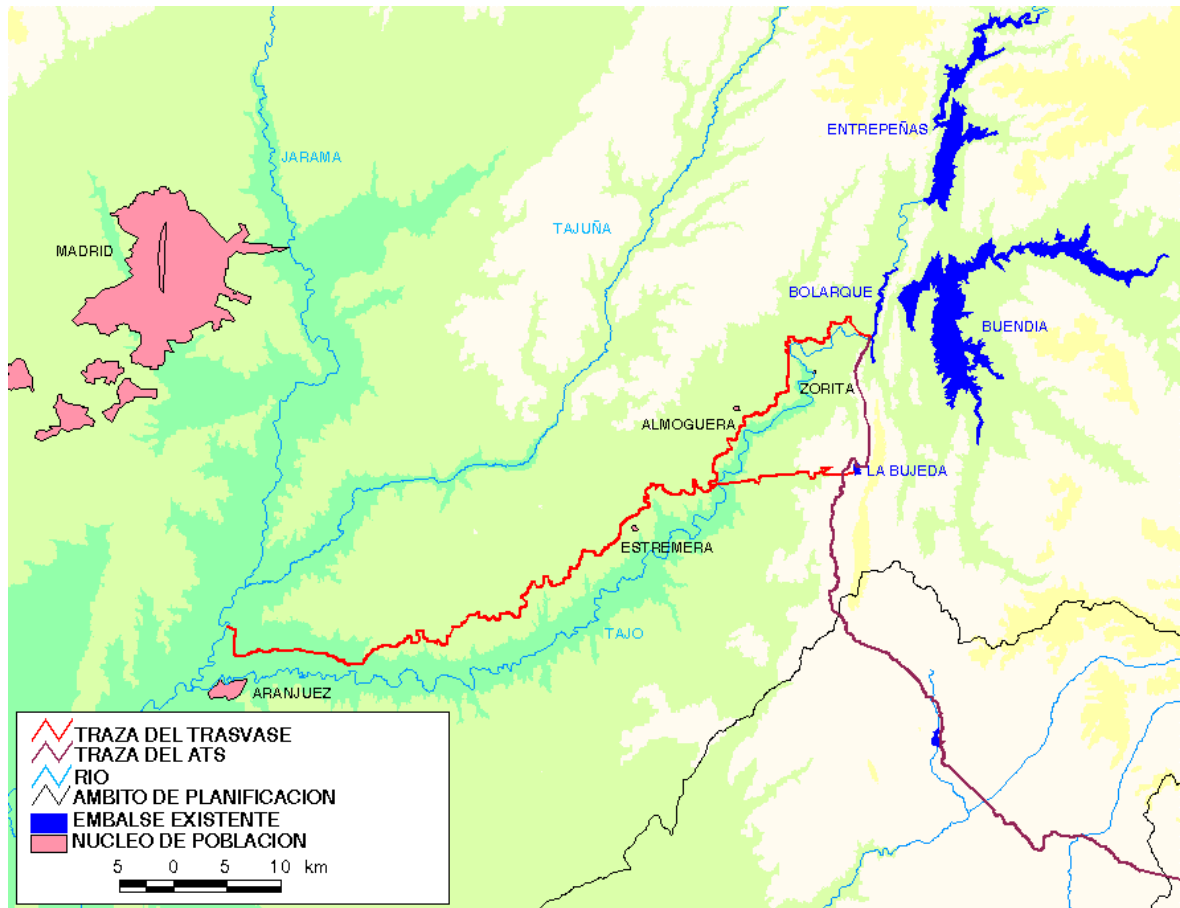 ENTREPEÑAS
JARAMA
TAJUÑA
MADRID
BOLARQUE
BUENDIA
ZORITA
ALMOGUERA
LA BUJEDA
ESTREMERA
TAJO
ARANJUEZ
TRAZA DEL TRASVASE
TRAZA DEL ATS
RIO
AMBITO DE PLANIFICACION
EMBALSE EXISTENTE
NUCLEO DE POBLACION
5 0 5 10 km